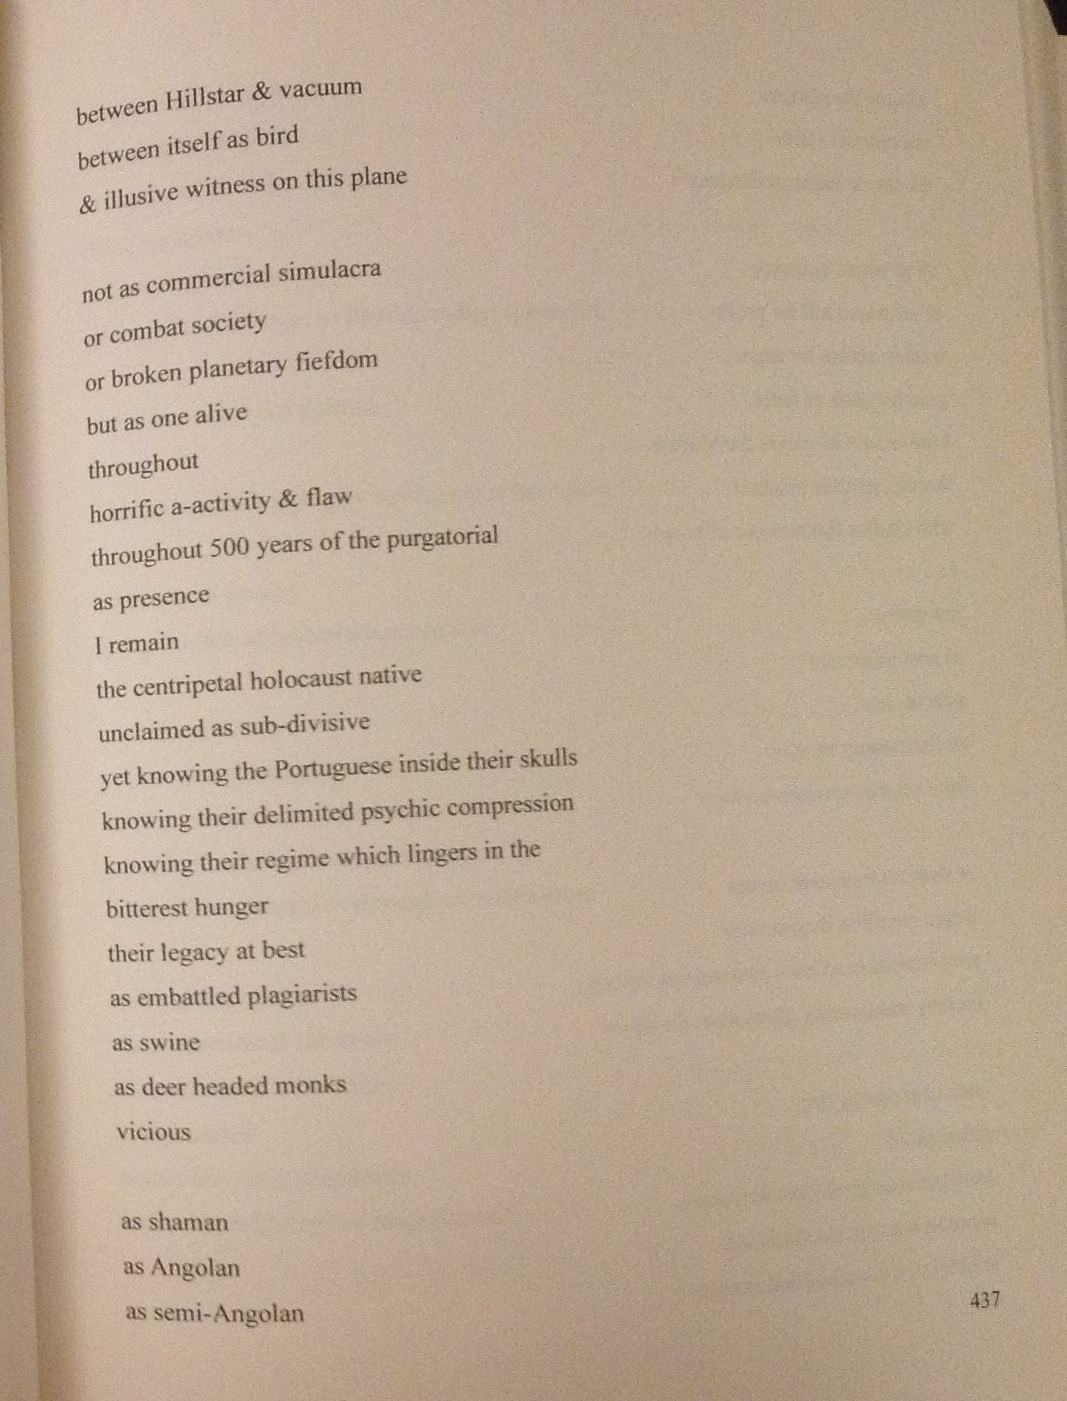 between Hillstar & vacuum
between itself as bird
& illusive witness on this plane
not as commercial simulacra
or combat society
or broken planetary fiefdom
but as one alive
throughout
horrific a-activity & flaw
throughout 500 years of the purgatorial
as presence
I remain
the centripetal holocaust native
unclaimed as sub-divisive
yet knowing the Portuguese inside their skulls
knowing their delimited psychic compression
knowing their regime which lingers in the
bitterest hunger
their legacy at best
as embattled plagiarists
as swine
as deer headed monks
vicious
as shaman
as Angolan
as semi-Angolan
437